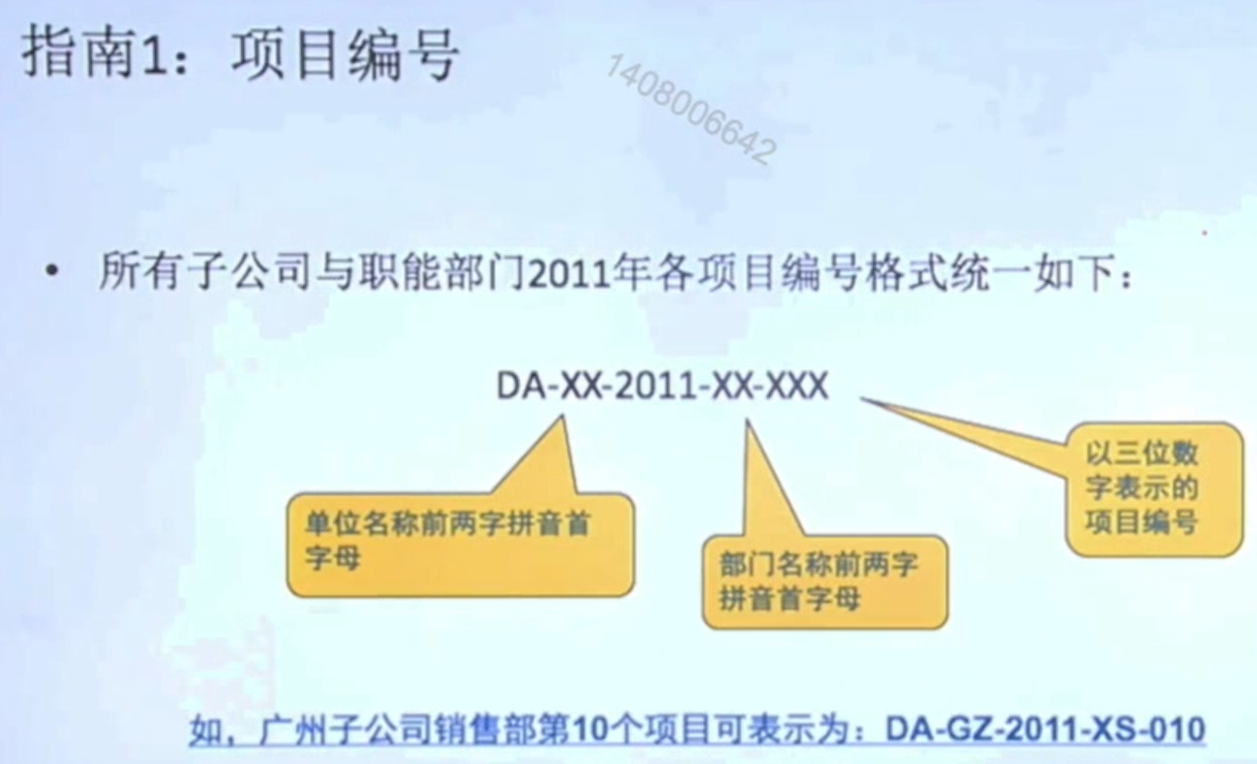 指南1：项目编号
1408006642
• 所有子公司与职能部门2011年各项目编号格式统一如下：
DA-XX-2011-XX-XXX
以三位数
字表示的
项目编号
单位名称前两字拼音首
字母
部门名称前两字
拼音首字母
如，广州子公司销售部第10个项目可表示为：DA-GZ-2011-XS-010